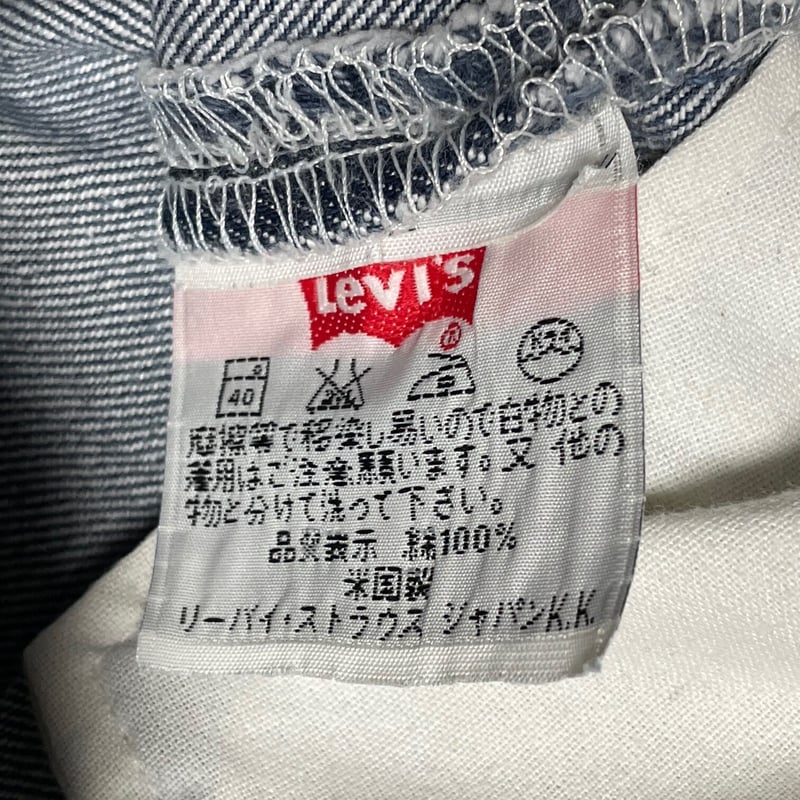 Levi's
®
40
摩擦等で移染し易いので白物との
着用はご注意願います。又 他の
物と分けて洗って下さい。
品質表示 綿100%
米国製
リーバイ・ストラウス ジャパンK.K.